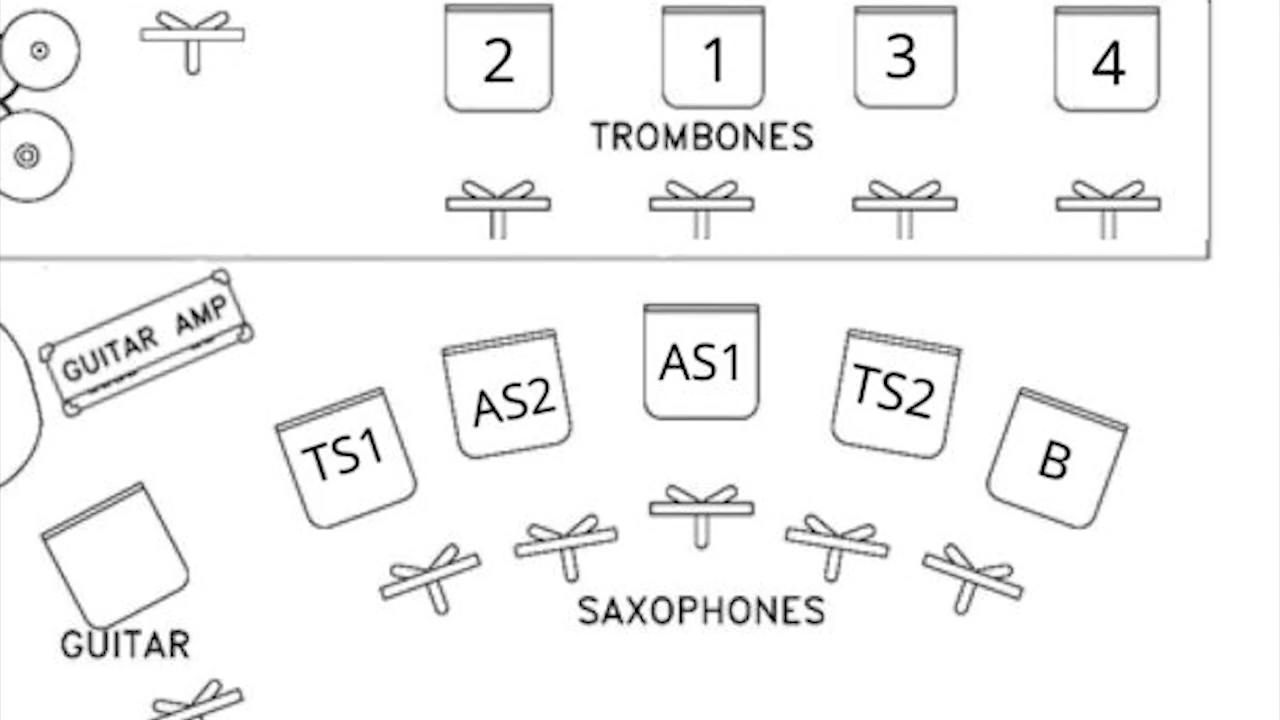 2 1 3 4
TROMBONES
GUITAR AMP
TS1 AS2 AS1 TS2 B
SAXOPHONES
GUITAR